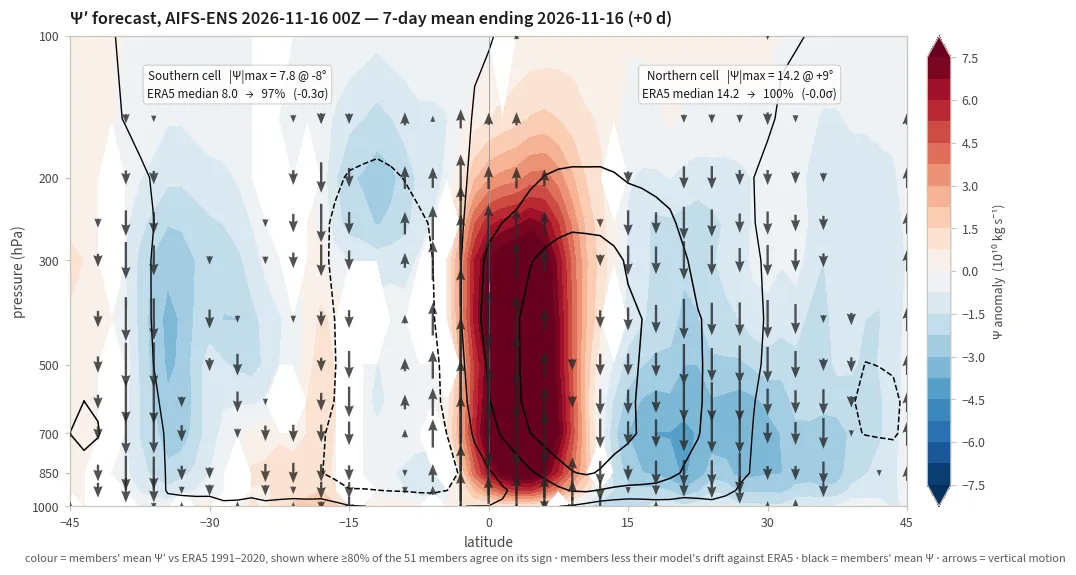 Ψ′ forecast, AIFS-ENS 2026-11-16 00Z — 7-day mean ending 2026-11-16 (+0 d)
Southern cell |Ψ|max = 7.8 @ -8°
ERA5 median 8.0 → 97% (-0.3σ)
Northern cell |Ψ|max = 14.2 @ +9°
ERA5 median 14.2 → 100% (-0.0σ)
pressure (hPa)
100
200
300
400
500
700
850
1000
−45
−30
−15
0
15
30
45
latitude
7.5
6.0
4.5
3.0
1.5
0.0
−1.5
−3.0
−4.5
−6.0
−7.5
Ψ anomaly (10¹⁰ kg s⁻¹)
colour = members' mean Ψ′ vs ERA5 1991–2020, shown where ≥80% of the 51 members agree on its sign · members less their model's drift against ERA5 · black = members' mean Ψ · arrows = vertical motion